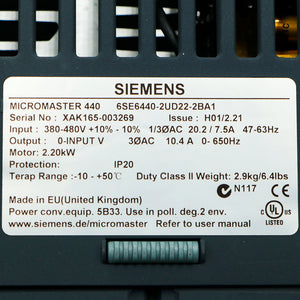 SIEMENS
MICROMASTER 440 6SE6440-2UD22-2BA1
Serial No : XAK165-003269 Issue : H01/2.21
Input : 380-480V +10% -10% 1/3ØAC 20.2 / 7.5A 47-63Hz
Output : 0-INPUT V 3ØAC 10.4 A 0- 650Hz
Motor: 2.20kW
Protection: IP20
Terap Range : -10 - +50°C Duty Class II Weight: 2.9kg/6.4lbs
N117
Made in EU(United Kingdom)
Power conv.equip. 5B33. Use in poll. deg.2 env.
www.siemens.de/micromaster Refer to user manual
C UL US
LISTED